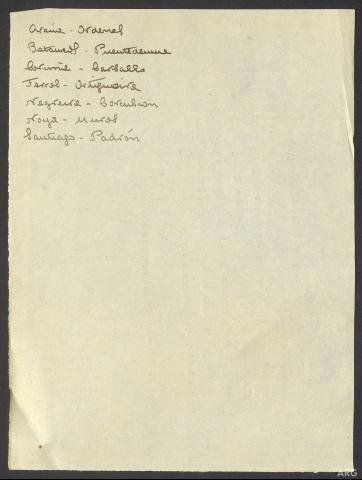 Arzúa - Ordenes
Betanzos - Puentedeume
Coruña - Carballo
Ferrol - Ortigueira
Negreira - Corcubión
Noya - Muros
Santiago - Padrón
ARG